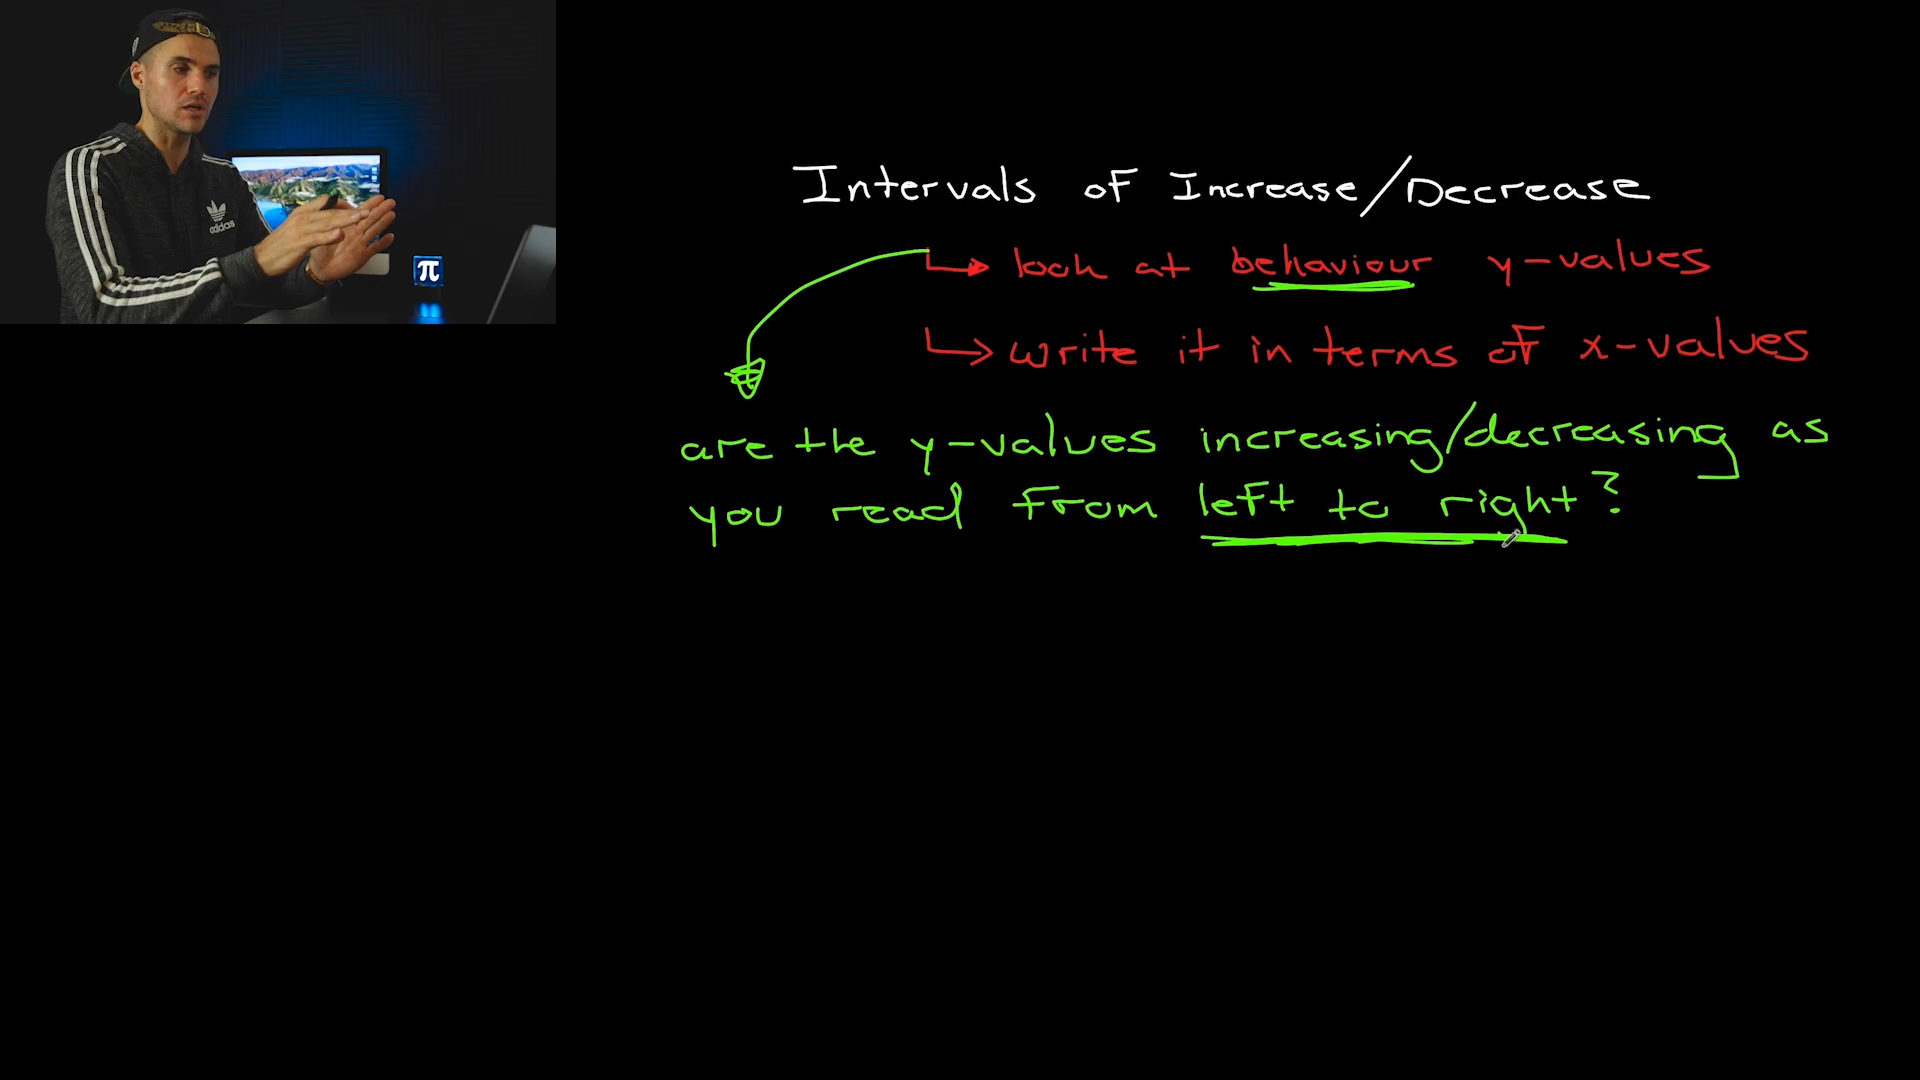 adidas
π
Intervals of Increase/Decrease
look at behaviour y-values
write it in terms of x-values
are the y-values increasing/decreasing as
you read from left to right?